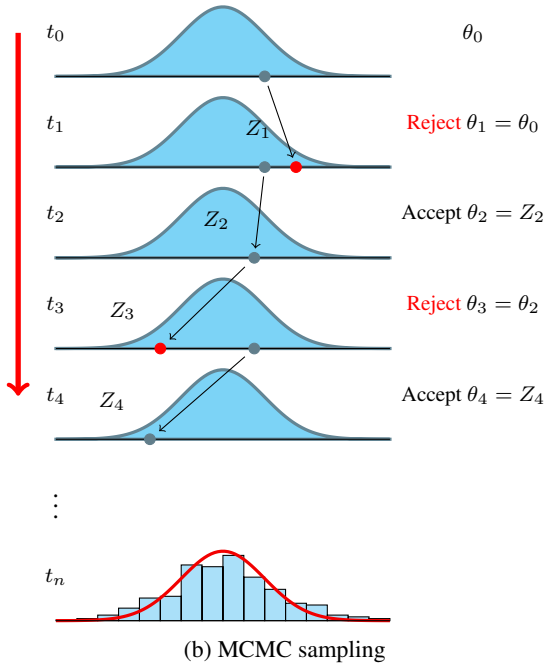 t₀ θ₀
Z₁
t₁ Reject θ₁ = θ₀
t₂ Z₂ Accept θ₂ = Z₂
t₃ Z₃ Reject θ₃ = θ₂
t₄ Z₄ Accept θ₄ = Z₄
⋮
tₙ
(b) MCMC sampling